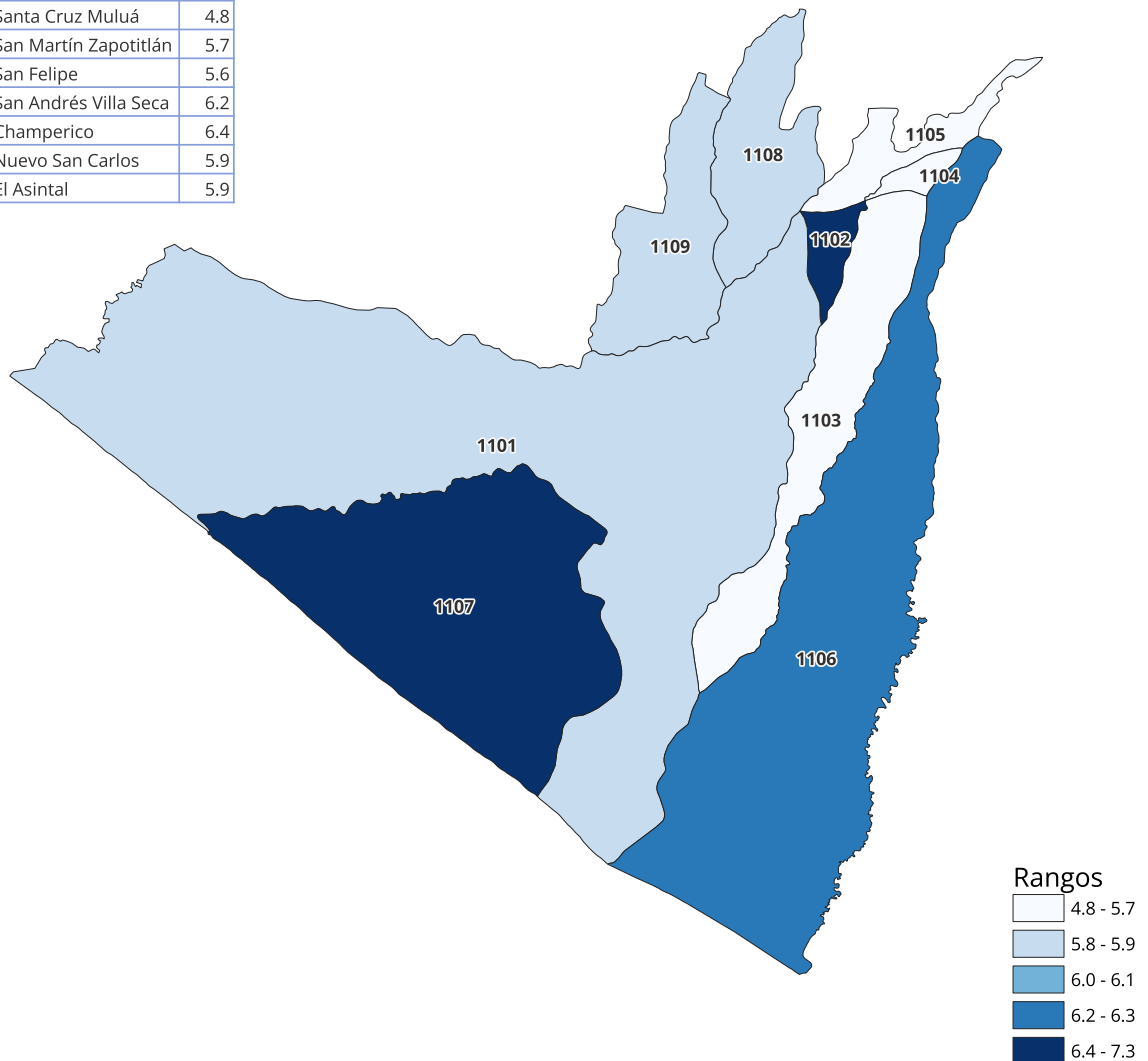 Santa Cruz Muluá 4.8
San Martín Zapotitlán 5.7
San Felipe 5.6
San Andrés Villa Seca 6.2
Champerico 6.4
Nuevo San Carlos 5.9
El Asintal 5.9
1105
1108
1104
1102
1109
1103
1101
1107
1106
Rangos
4.8 - 5.7
5.8 - 5.9
6.0 - 6.1
6.2 - 6.3
6.4 - 7.3